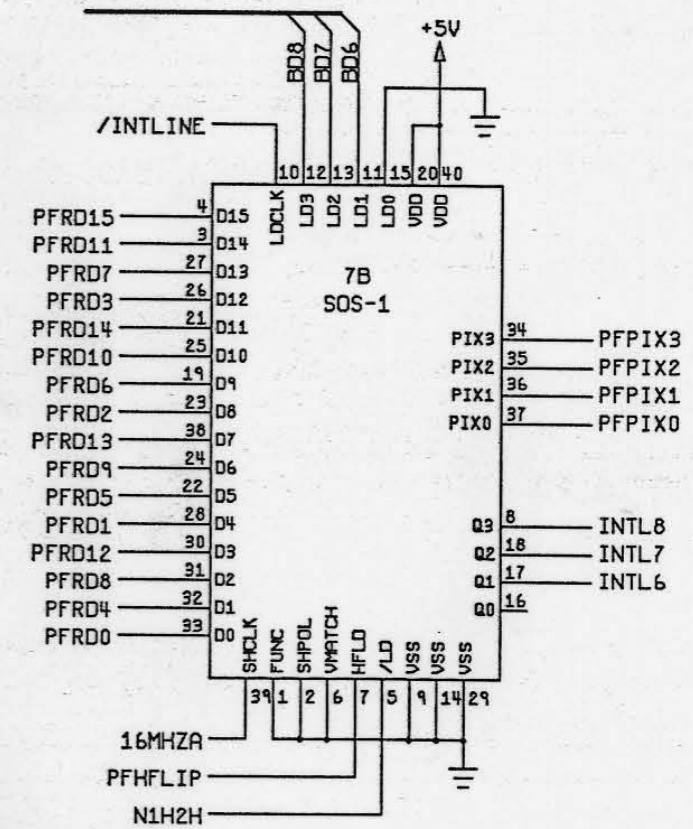 +5V
BD8 BD7 BD6
/INTLINE
10 12 13 11 15 20 40
LDCLK LD3 LD2 LD1 LD0 VDD VDD
7B
SOS-1
PFRD15 4 D15
PFRD11 3 D14
PFRD7 27 D13
PFRD3 26 D12
PFRD14 21 D11
PFRD10 25 D10
PFRD6 19 D9
PFRD2 23 D8
PFRD13 38 D7
PFRD9 24 D6
PFRD5 22 D5
PFRD1 28 D4
PFRD12 30 D3
PFRD8 31 D2
PFRD4 32 D1
PFRD0 33 D0
PIX3 34 PFPIX3
PIX2 35 PFPIX2
PIX1 36 PFPIX1
PIX0 37 PFPIX0
Q3 8 INTL8
Q2 18 INTL7
Q1 17 INTL6
Q0 16
SHCLK FUNC SHPOL VMATCH HFLD /LD VSS VSS VSS
39 1 2 6 7 5 9 14 29
16MHZA
PFHFLIP
N1H2H